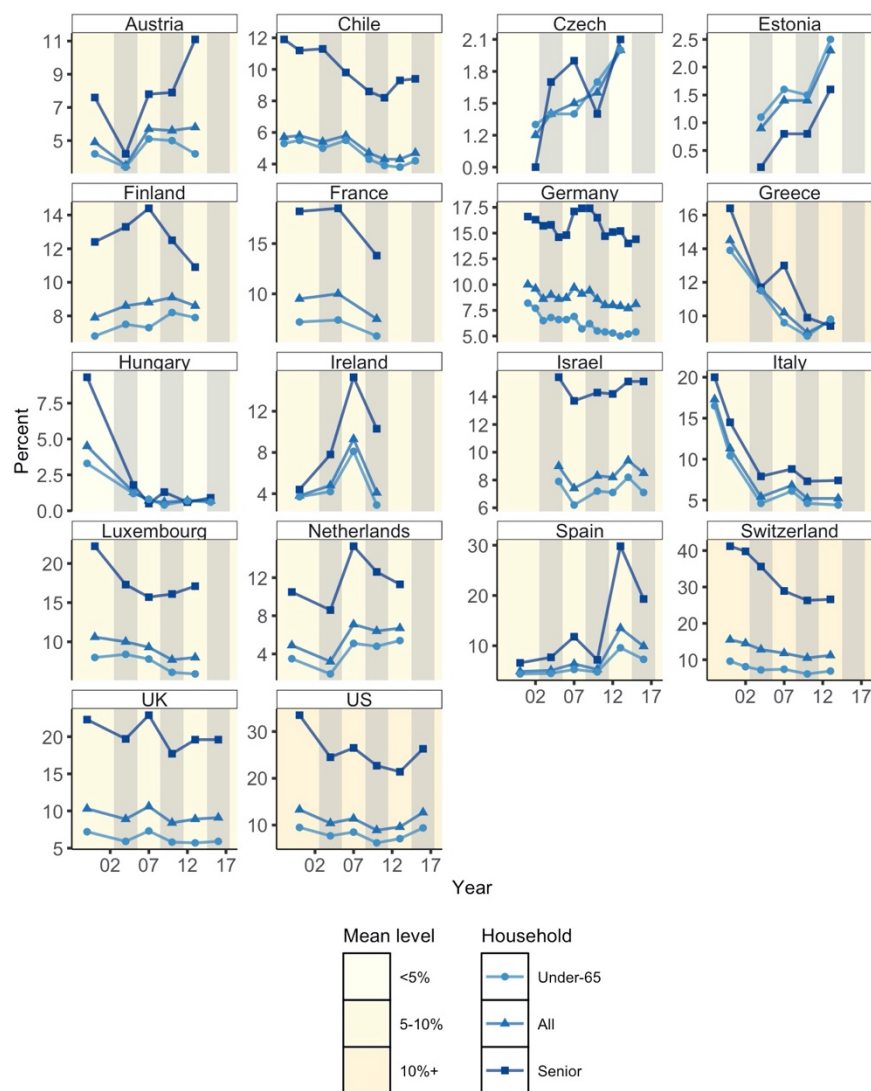 Austria Chile Czech Estonia
11 12 2.1 2.5
9 10 1.8 2.0
7 8 1.5 1.5
5 6 1.2 1.0
4 0.9 0.5
Finland France Germany Greece
14 17.5 16
12 15 15.0 14
10 12.5 12
8 10 10.0 10
7.5
5.0
Hungary Ireland Israel Italy
7.5 12 14 20
5.0 8 12 15
2.5 4 10 10
0.0 8 5
6
Luxembourg Netherlands Spain Switzerland
20 12 30 40
15 8 20 30
10 4 10 20
10
02 07 12 17 02 07 12 17
UK US
20 30
15 20
10 10
5
02 07 12 17 02 07 12 17
Percent
Year
Mean level Household
<5% Under-65
5-10% All
10%+ Senior